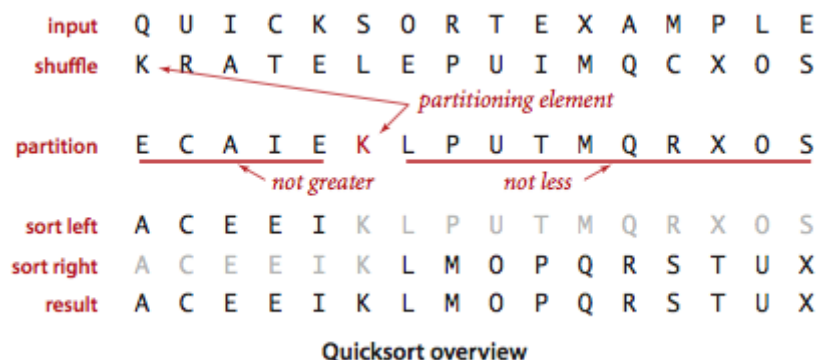 input Q U I C K S O R T E X A M P L E
shuffle K R A T E L E P U I M Q C X O S
partitioning element
partition E C A I E K L P U T M Q R X O S
not greater not less
sort left A C E E I K L P U T M Q R X O S
sort right A C E E I K L M O P Q R S T U X
result A C E E I K L M O P Q R S T U X
Quicksort overview